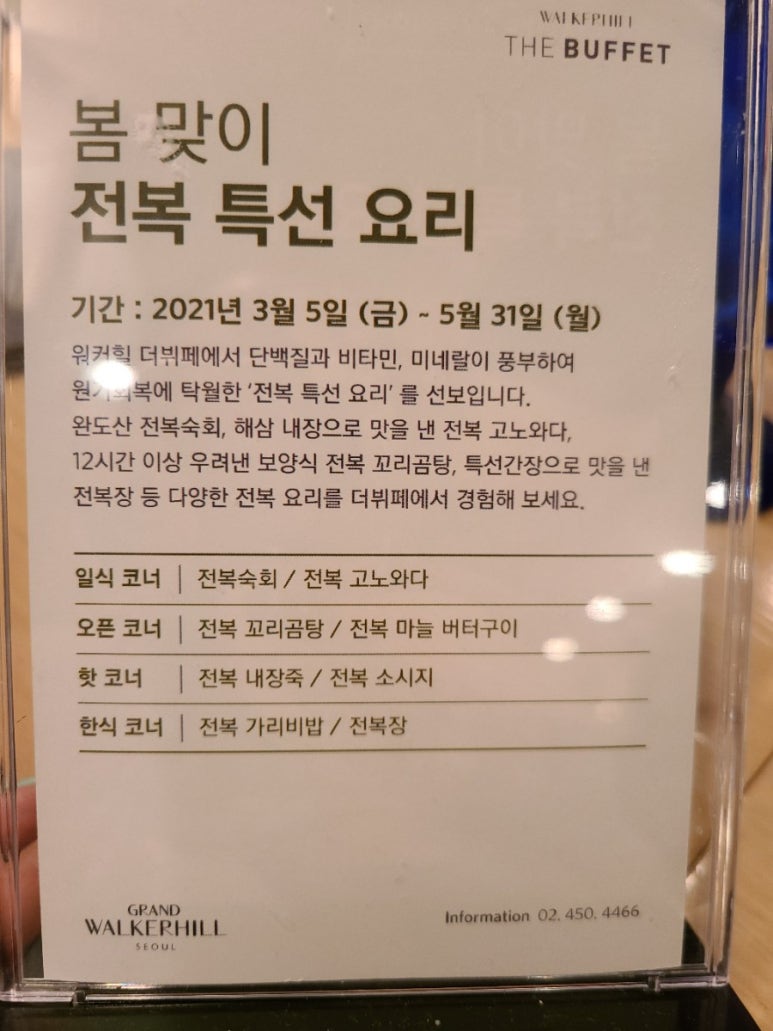 WALKERHILL
THE BUFFET
봄 맞이
전복 특선 요리
기간 : 2021년 3월 5일 (금) ~ 5월 31일 (월)
워커힐 더뷔페에서 단백질과 비타민, 미네랄이 풍부하여
원기회복에 탁월한 '전복 특선 요리' 를 선보입니다.
완도산 전복숙회, 해삼 내장으로 맛을 낸 전복 고노와다,
12시간 이상 우려낸 보양식 전복 꼬리곰탕, 특선간장으로 맛을 낸
전복장 등 다양한 전복 요리를 더뷔페에서 경험해 보세요.
일식 코너 | 전복숙회 / 전복 고노와다
오픈 코너 | 전복 꼬리곰탕 / 전복 마늘 버터구이
핫 코너 | 전복 내장죽 / 전복 소시지
한식 코너 | 전복 가리비밥 / 전복장
GRAND
WALKERHILL
SEOUL
Information 02. 450. 4466